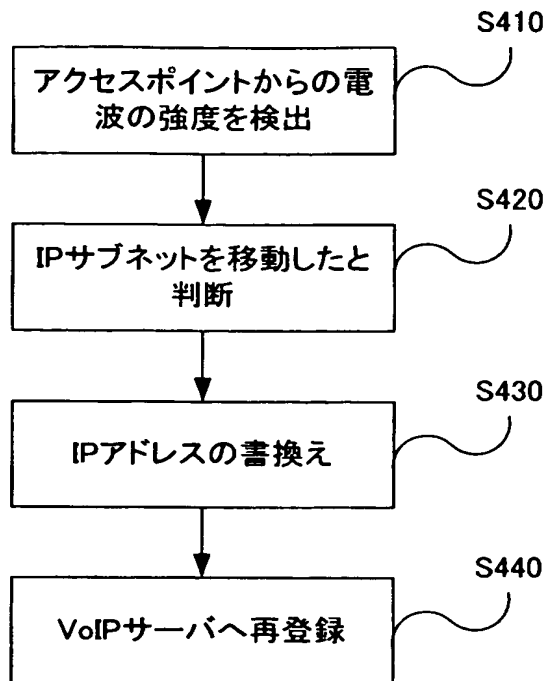 S410
アクセスポイントからの電
波の強度を検出
S420
IPサブネットを移動したと
判断
S430
IPアドレスの書換え
S440
VoIPサーバへ再登録